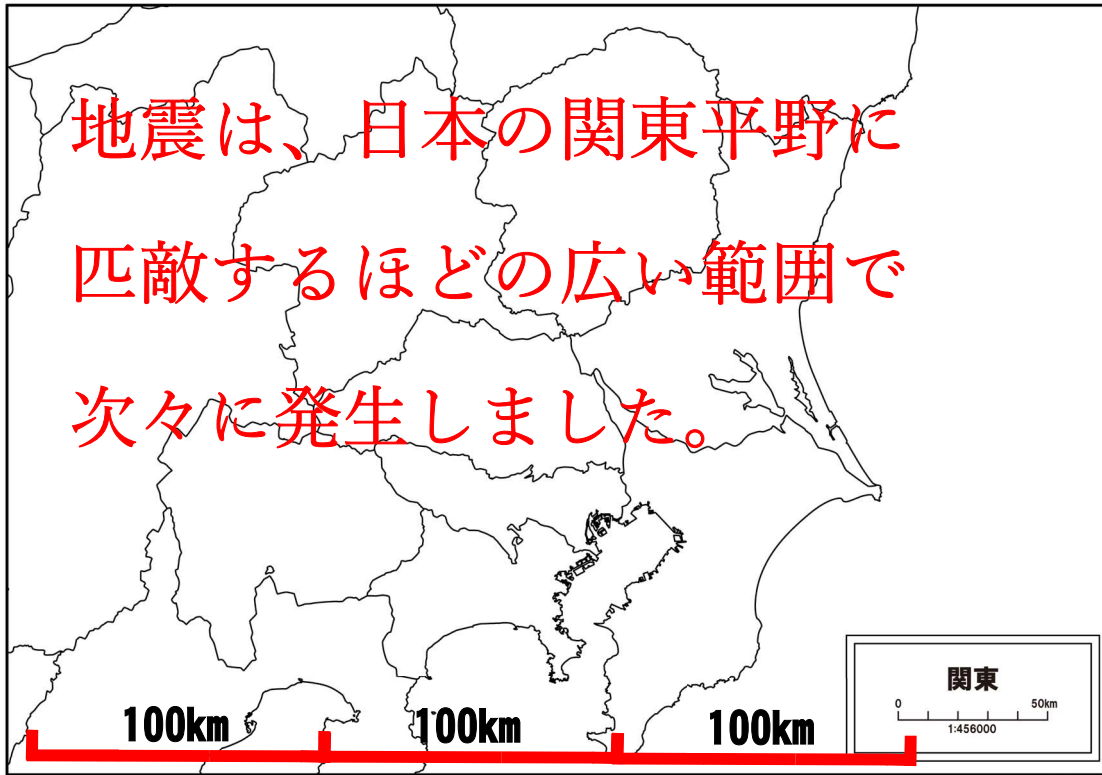 地震は、日本の関東平野に
匹敵するほどの広い範囲で
次々に発生しました。
関東
0 50km
1:456000
100km 100km 100km